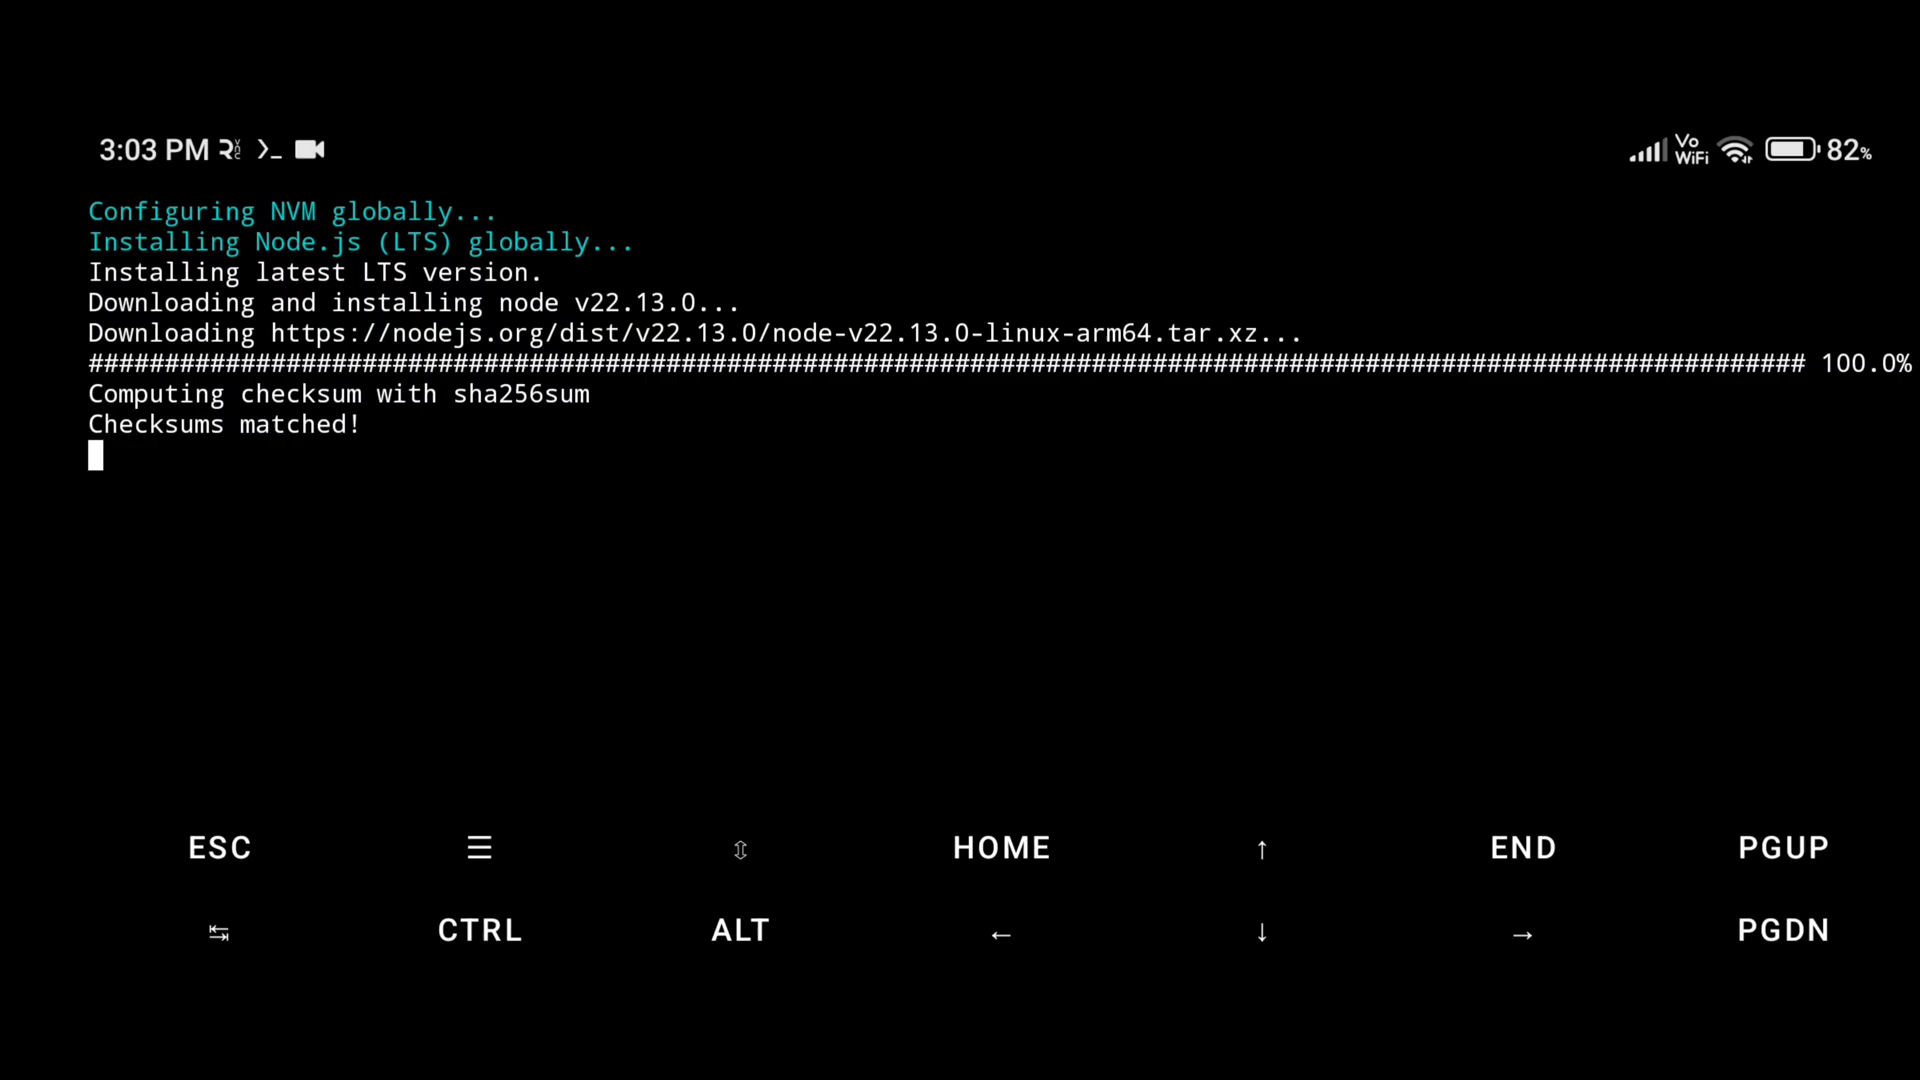 3:03 PM
Vo WiFi
82%
Configuring NVM globally...
Installing Node.js (LTS) globally...
Installing latest LTS version.
Downloading and installing node v22.13.0...
Downloading https://nodejs.org/dist/v22.13.0/node-v22.13.0-linux-arm64.tar.xz...
################################################################################################################# 100.0%
Computing checksum with sha256sum
Checksums matched!
ESC ☰ ⇳ HOME ↑ END PGUP
↹ CTRL ALT ← ↓ → PGDN